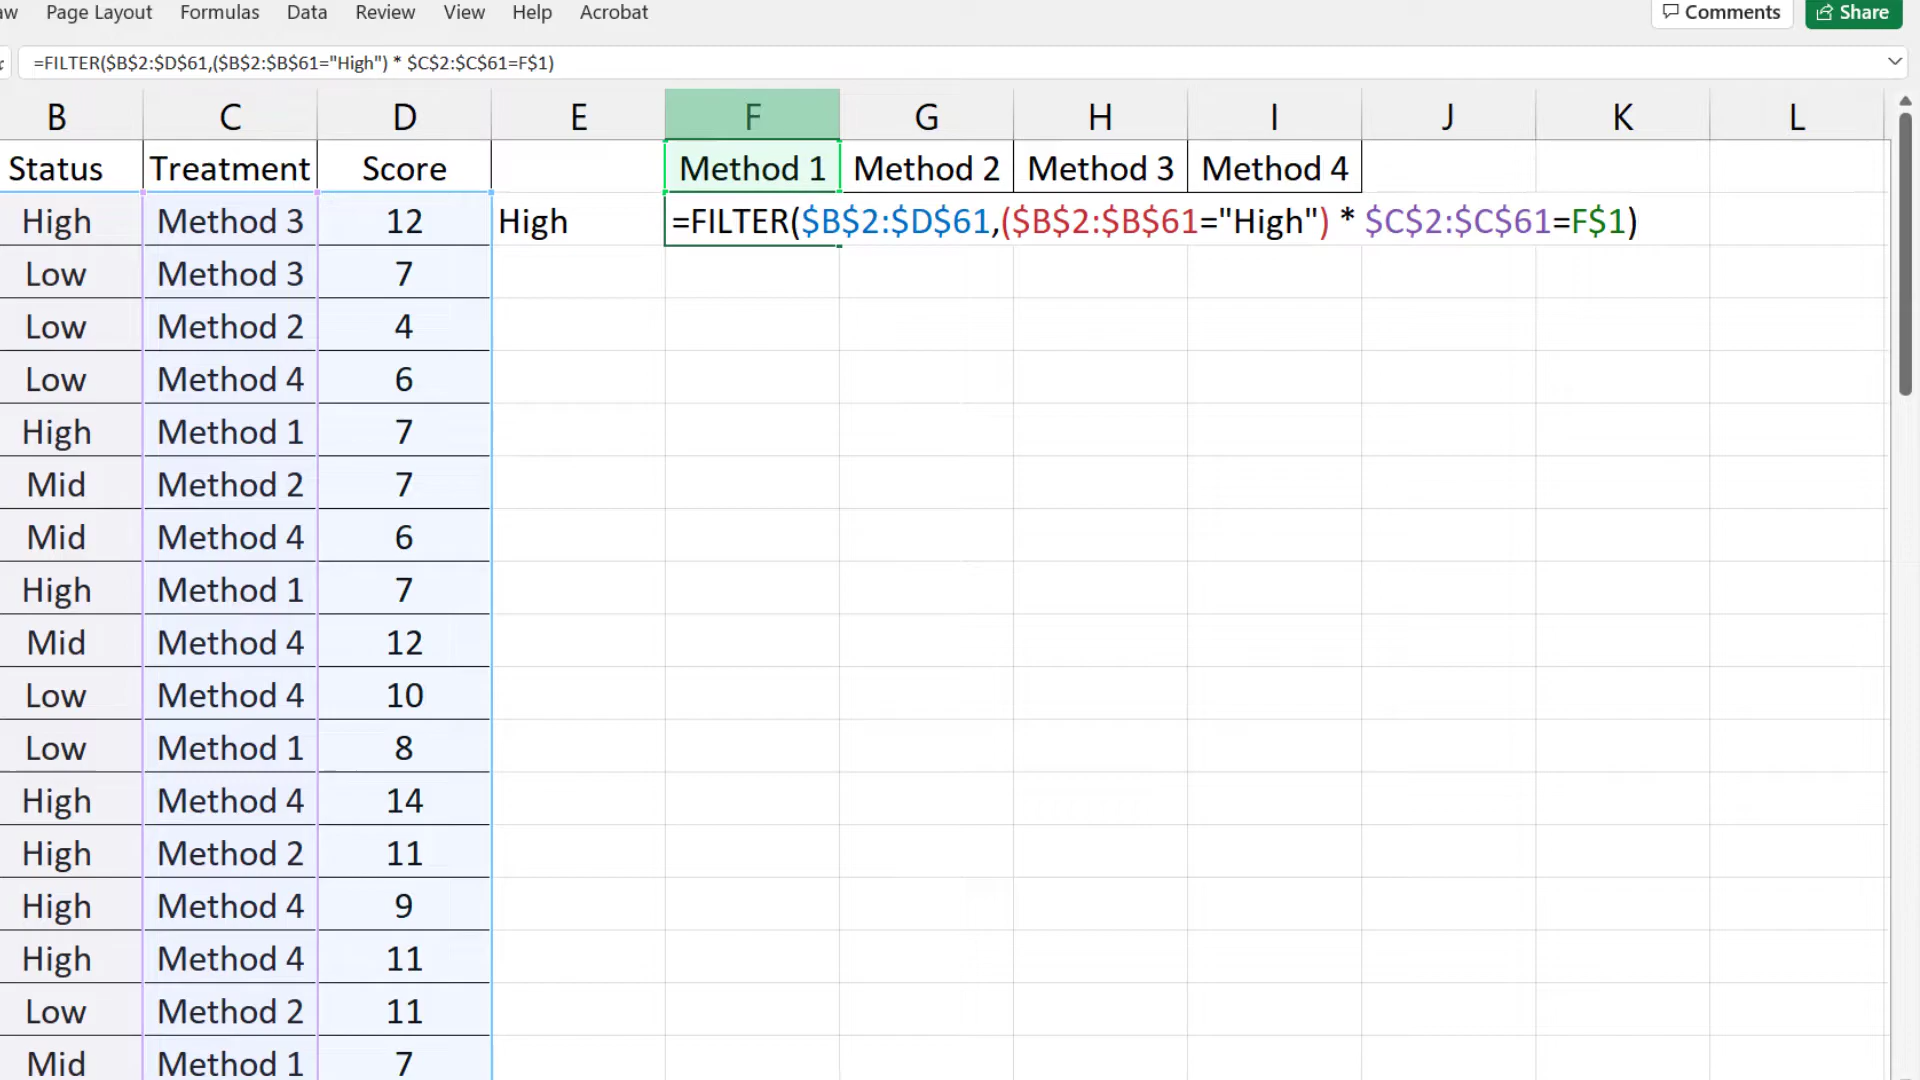 Page Layout Formulas Data Review View Help Acrobat Comments Share
=FILTER($B$2:$D$61,($B$2:$B$61="High") * $C$2:$C$61=F$1)
B C D E F G H I J K L
Status Treatment Score Method 1 Method 2 Method 3 Method 4
High Method 3 12 High =FILTER($B$2:$D$61,($B$2:$B$61="High") * $C$2:$C$61=F$1)
Low Method 3 7
Low Method 2 4
Low Method 4 6
High Method 1 7
Mid Method 2 7
Mid Method 4 6
High Method 1 7
Mid Method 4 12
Low Method 4 10
Low Method 1 8
High Method 4 14
High Method 2 11
High Method 4 9
High Method 4 11
Low Method 2 11
Mid Method 1 7